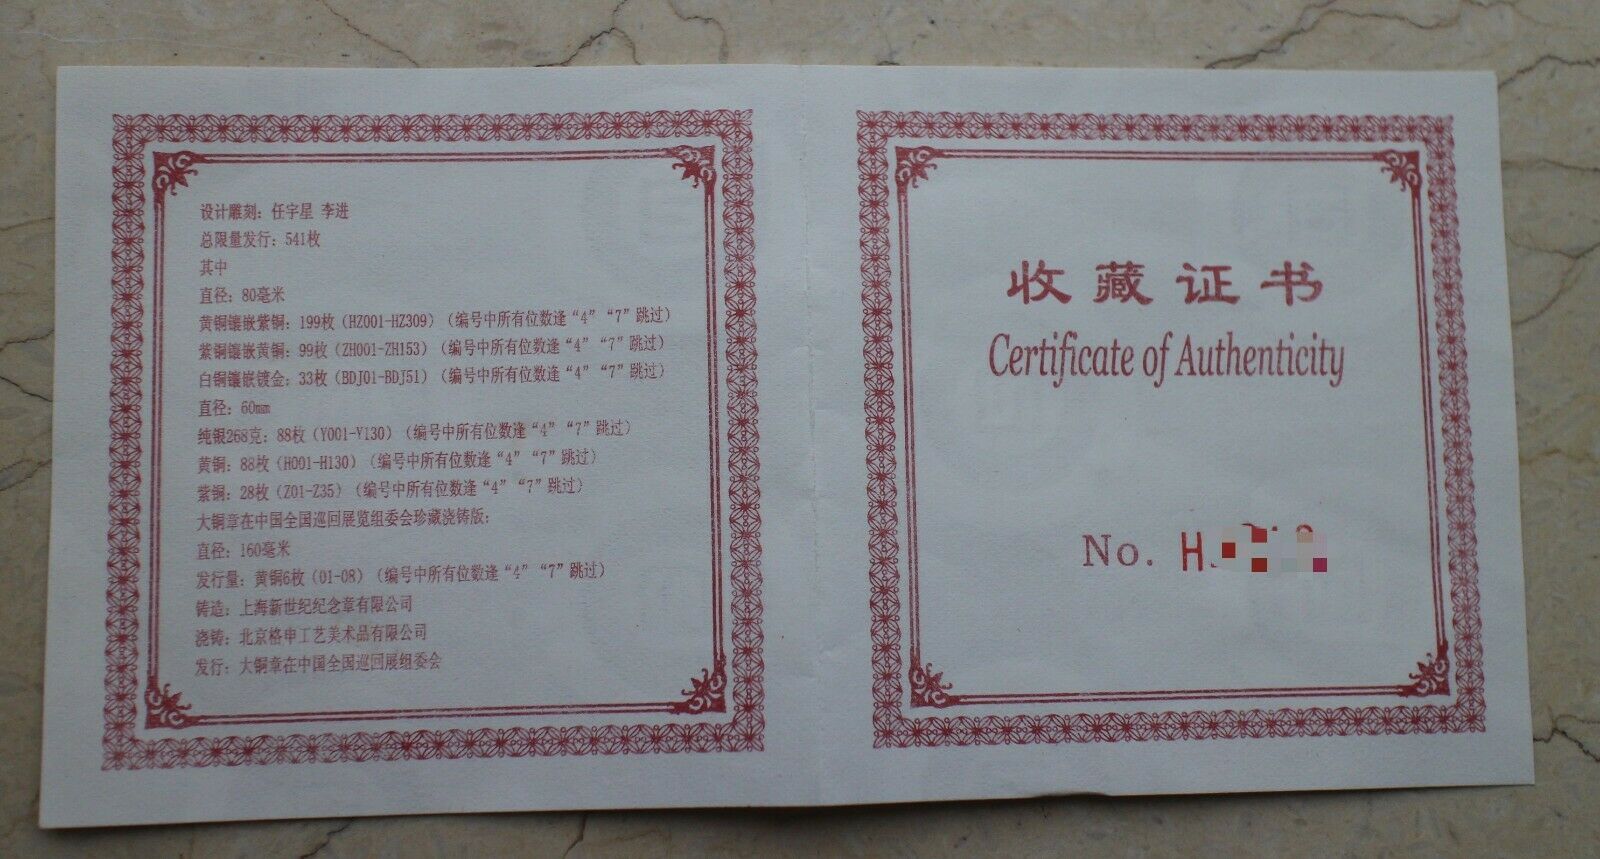 设计雕刻：任宇星 李进
总限量发行：541枚
其中
直径：80毫米
黄铜镶嵌紫铜：199枚（HZ001-HZ309）（编号中所有位数逢“4”“7”跳过）
紫铜镶嵌黄铜：99枚（ZH001-ZH153）（编号中所有位数逢“4”“7”跳过）
白铜镶嵌镀金：33枚（BDJ01-BDJ51）（编号中所有位数逢“4”“7”跳过）
直径：60mm
纯银268克：88枚（Y001-Y130）（编号中所有位数逢“4”“7”跳过）
黄铜：88枚（H001-H130）（编号中所有位数逢“4”“7”跳过）
紫铜：28枚（Z01-Z35）（编号中所有位数逢“4”“7”跳过）
大铜章在中国全国巡回展览组委会珍藏浇铸版：
直径：160毫米
发行量：黄铜6枚（01-08）（编号中所有位数逢“4”“7”跳过）
铸造：上海新世纪纪念章有限公司
浇铸：北京格申工艺美术品有限公司
发行：大铜章在中国全国巡回展组委会
收藏证书
Certificate of Authenticity
No. H